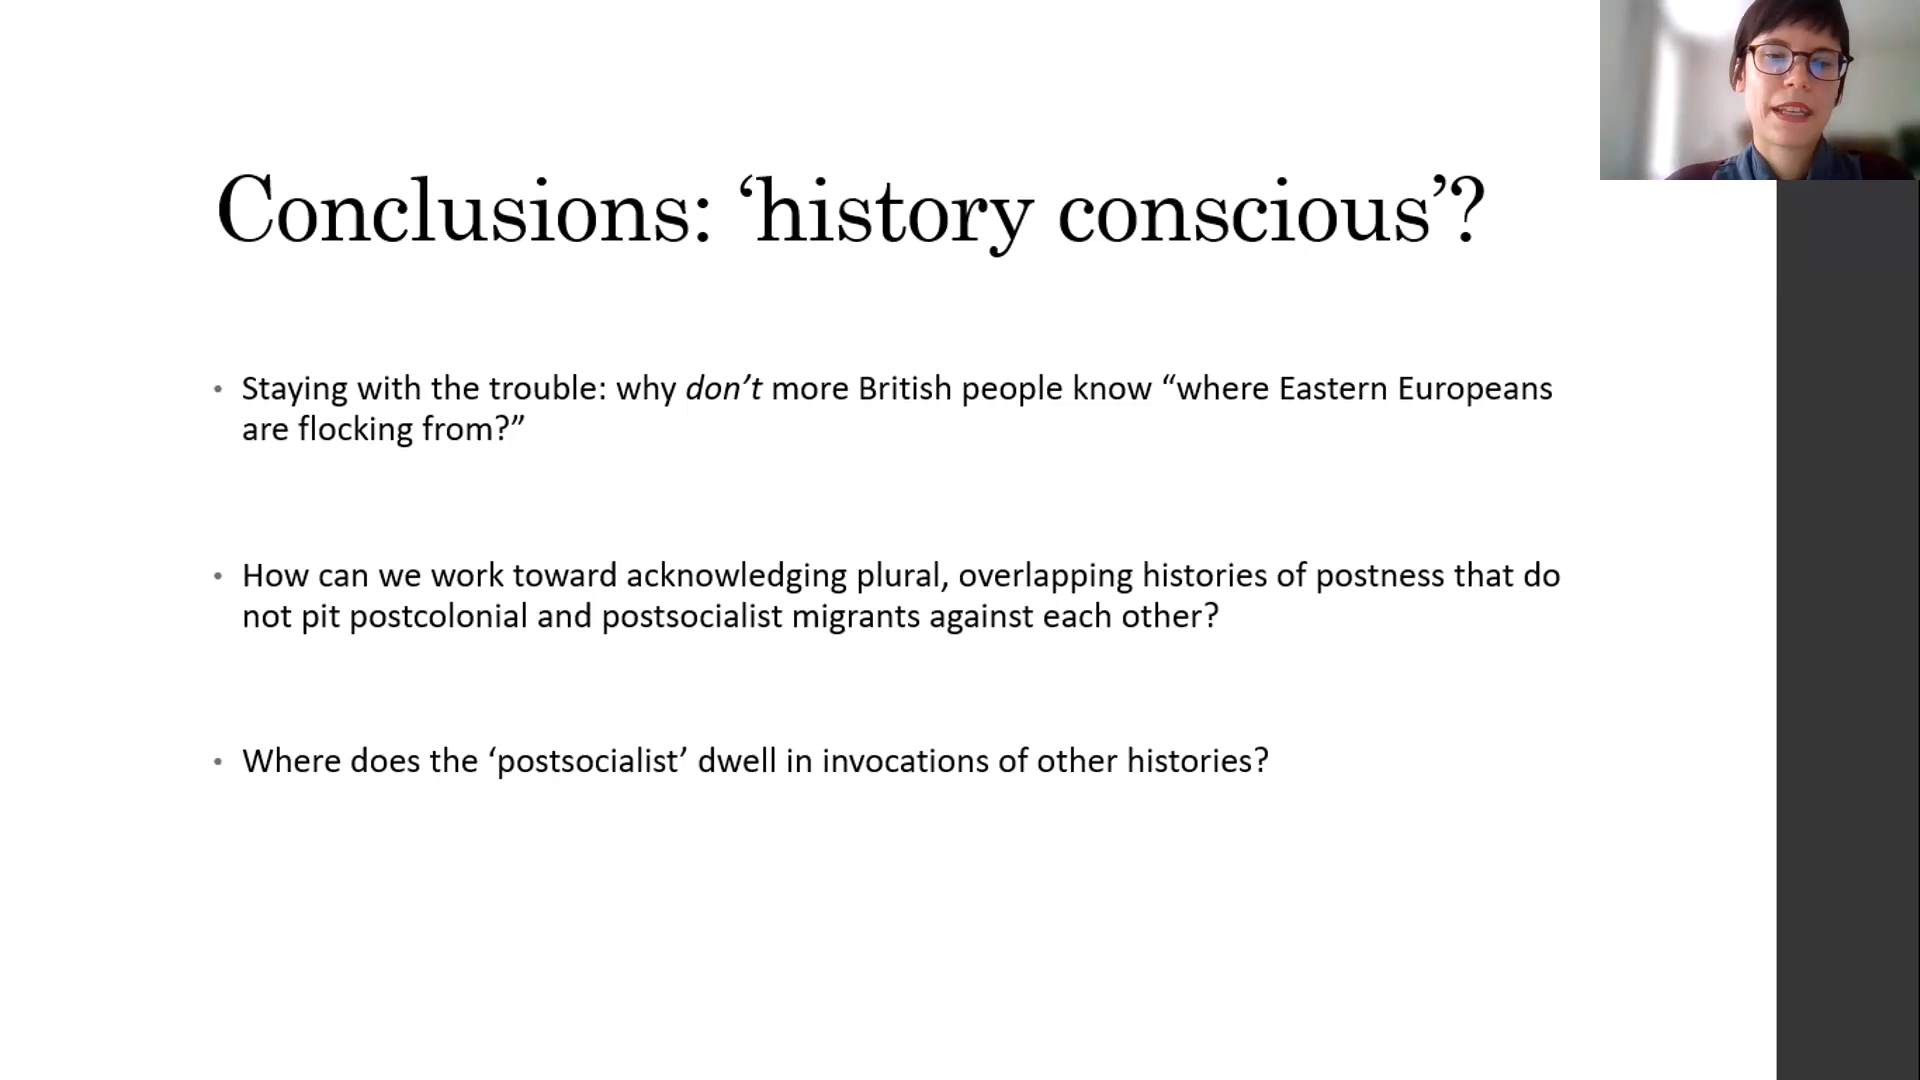 Conclusions: ‘history conscious’?
• Staying with the trouble: why don’t more British people know “where Eastern Europeans
are flocking from?”
• How can we work toward acknowledging plural, overlapping histories of postness that do
not pit postcolonial and postsocialist migrants against each other?
• Where does the ‘postsocialist’ dwell in invocations of other histories?